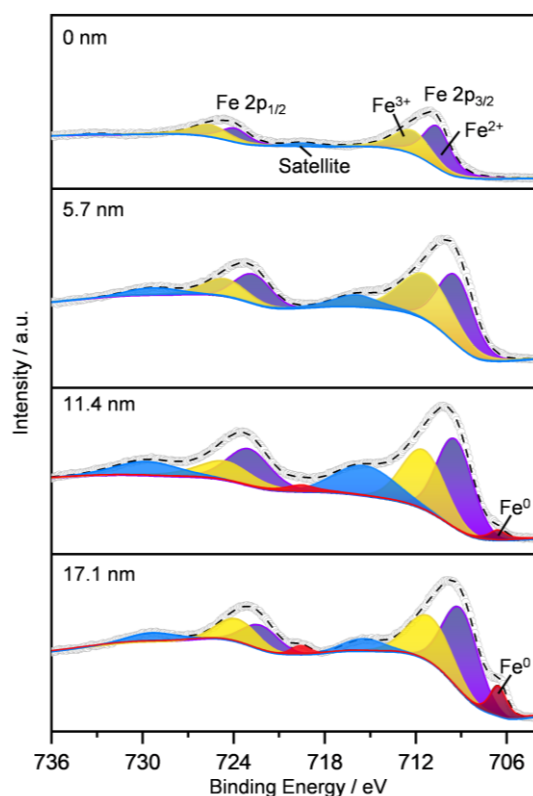 0 nm
Fe 2p1/2
Fe3+
Fe 2p3/2
Fe2+
Satellite
5.7 nm
11.4 nm
Fe0
17.1 nm
Fe0
Intensity / a.u.
736 730 724 718 712 706
Binding Energy / eV